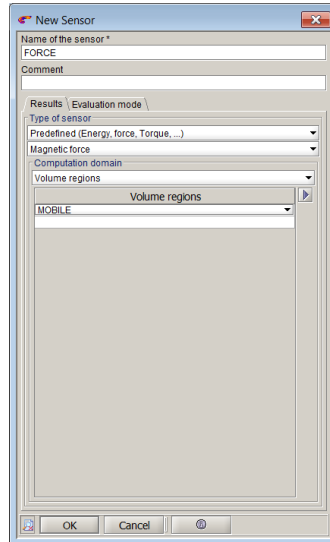 New Sensor
Name of the sensor *
FORCE
Comment
Results
Evaluation mode
Type of sensor
Predefined (Energy, force, Torque, ...)
Magnetic force
Computation domain
Volume regions
Volume regions
MOBILE
OK
Cancel